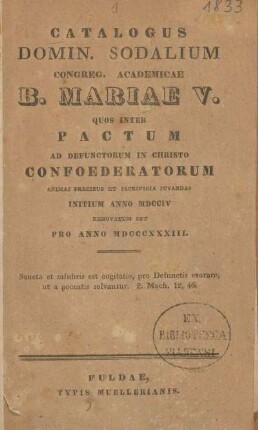 1
1833
CATALOGUS
DOMIN. SODALIUM
CONGREG. ACADEMICAE
B. MARIAE V.
QUOS INTER
PACTUM
AD DEFUNCTORUM IN CHRISTO
CONFOEDERATORUM
ANIMAS PRECIBUS ET SACRIFICIIS JUVANDAS
INITUM ANNO MDCCIV
RENOVATUM EST
PRO ANNO MDCCCXXXIII.
Sancta et salubris est cogitatio, pro Defunctis exorare,
ut a peccatis solvantur. 2. Mach. 12, 46.
EX
BIBLIOTHECA
FULDAE,
TYPIS MUELLERIANIS.